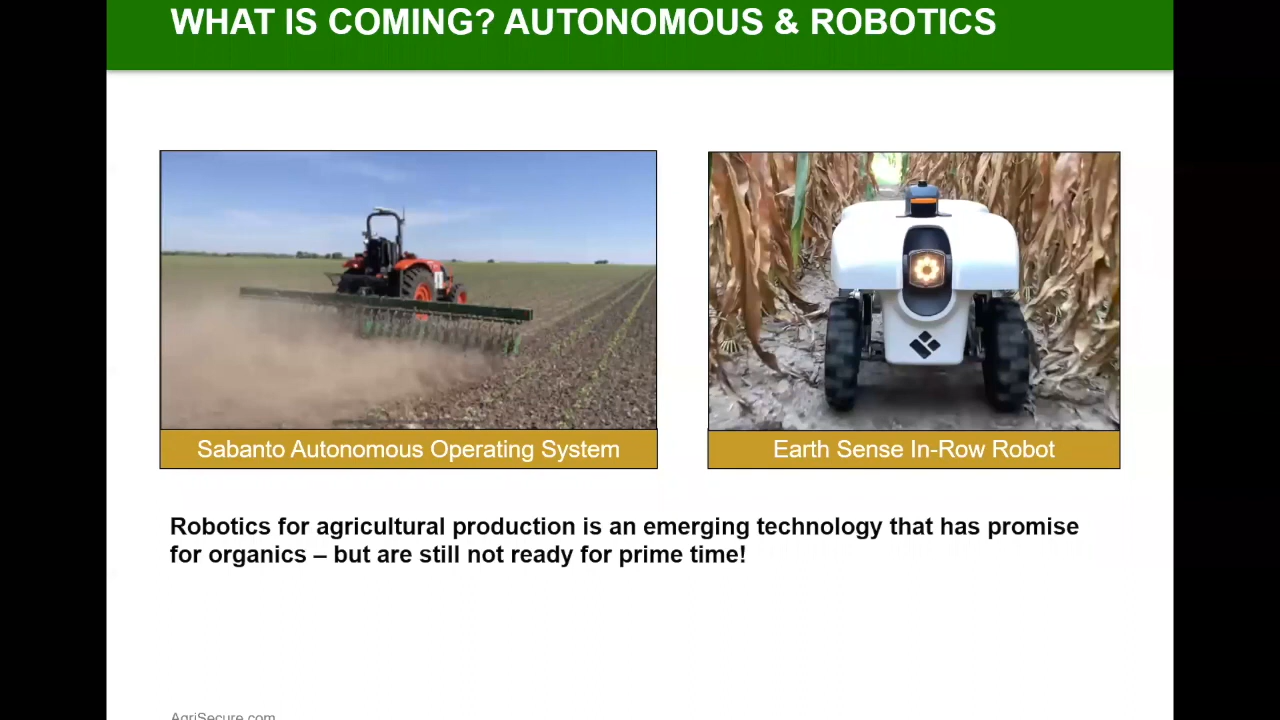 WHAT IS COMING? AUTONOMOUS & ROBOTICS
Sabanto Autonomous Operating System
Earth Sense In-Row Robot
Robotics for agricultural production is an emerging technology that has promise
for organics – but are still not ready for prime time!
AgriSecure.com